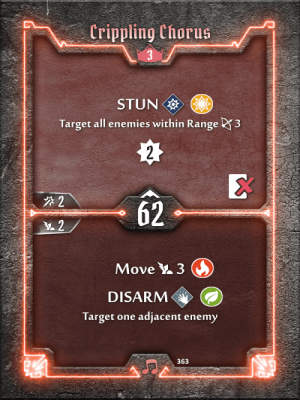 Crippling Chorus
3
STUN
Target all enemies within Range 3
2
2
62
2
Move 3
DISARM
Target one adjacent enemy
363